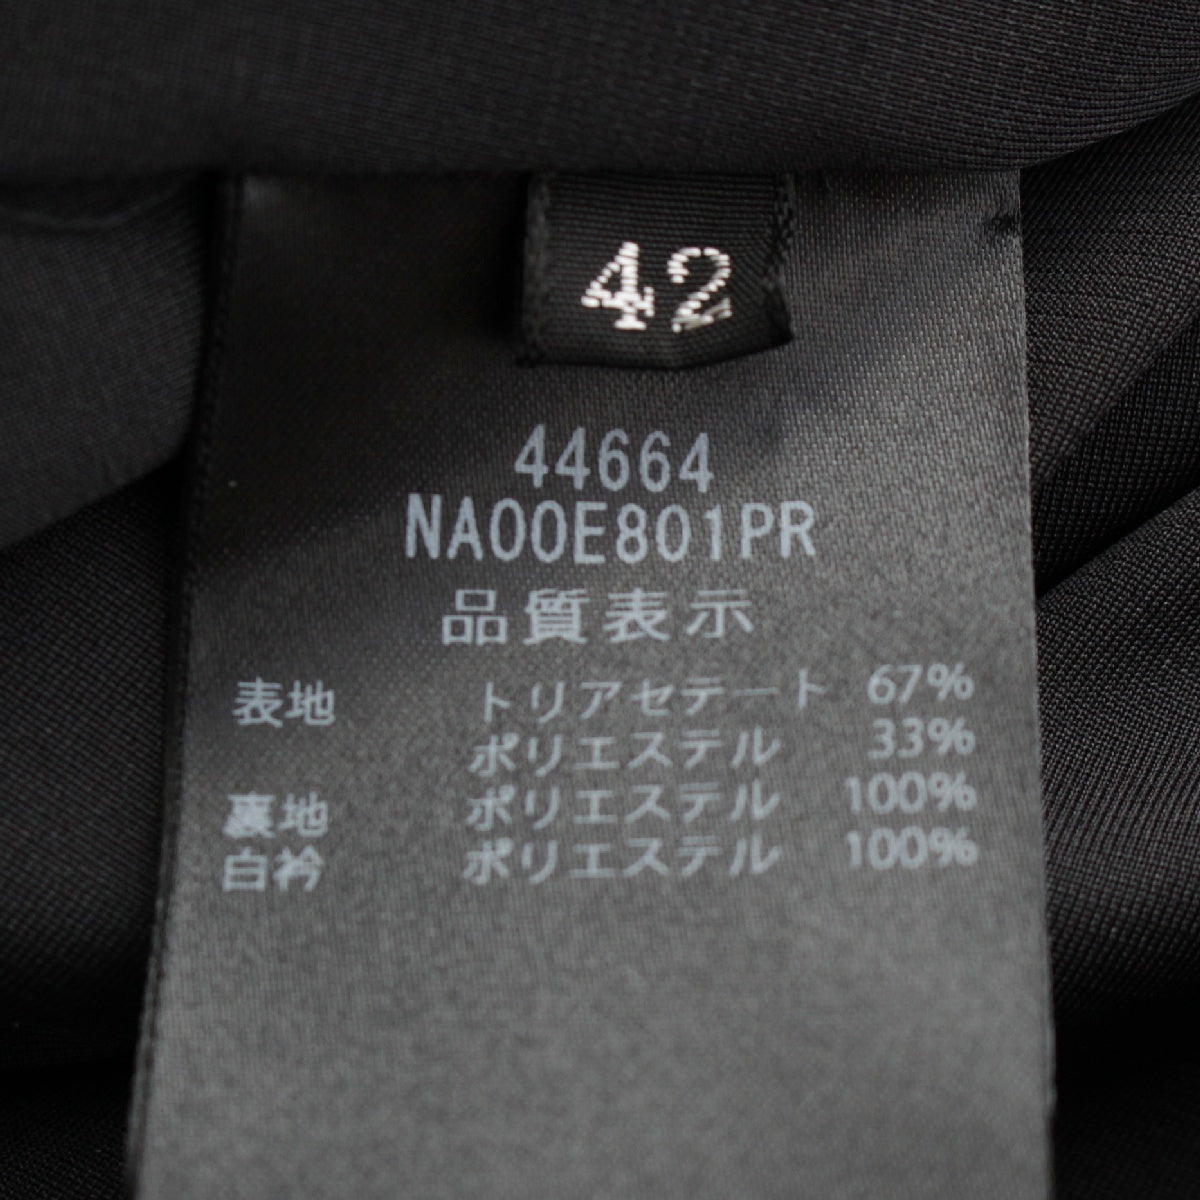 42
44664
NA00E801PR
品質表示
表地 トリアセテート 67%
ポリエステル 33%
裏地 ポリエステル 100%
白衿 ポリエステル 100%